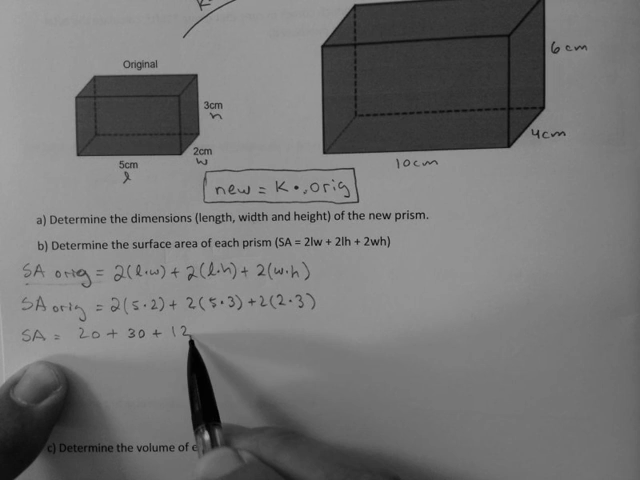 Original
3cm
h
2cm
w
5cm
l
6cm
4cm
10cm
new = K • orig
a) Determine the dimensions (length, width and height) of the new prism.
b) Determine the surface area of each prism (SA = 2lw + 2lh + 2wh)
SA orig = 2(l·w) + 2(l·h) + 2(w·h)
SA orig = 2(5·2) + 2(5·3) + 2(2·3)
SA = 20 + 30 + 12
c) Determine the volume of